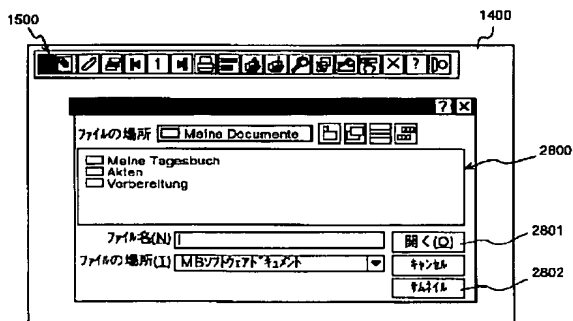 1500
1400
1
?
? ×
ファイルの場所 Meine Documente
2800
Meine Tagesbuch
Akten
Vorbereitung
ファイル名(N) 開く(O)
2801
ファイルの場所(I) MBソフトウェアドキュメント キャンセル
サムネイル
2802